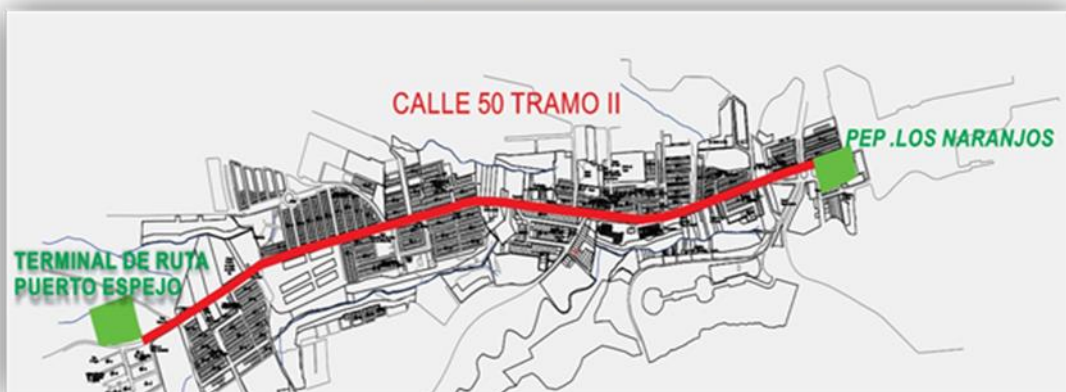 CALLE 50 TRAMO II
PEP .LOS NARANJOS
TERMINAL DE RUTA
PUERTO ESPEJO